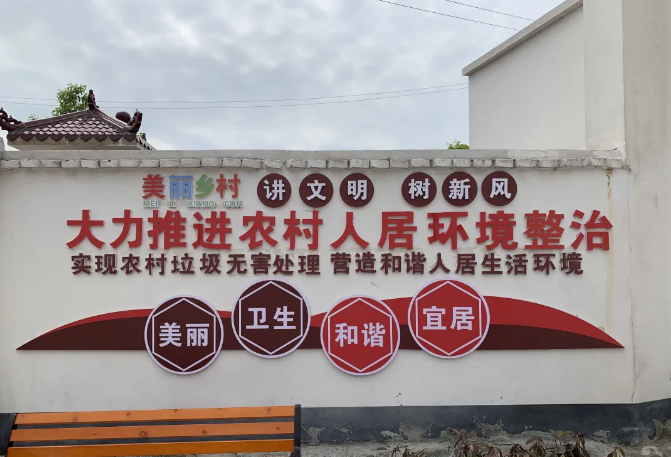 美丽乡村 讲文明 树新风
MEI LI XIANG CUN
大力推进农村人居环境整治
实现农村垃圾无害处理 营造和谐人居生活环境
美丽 卫生 和谐 宜居